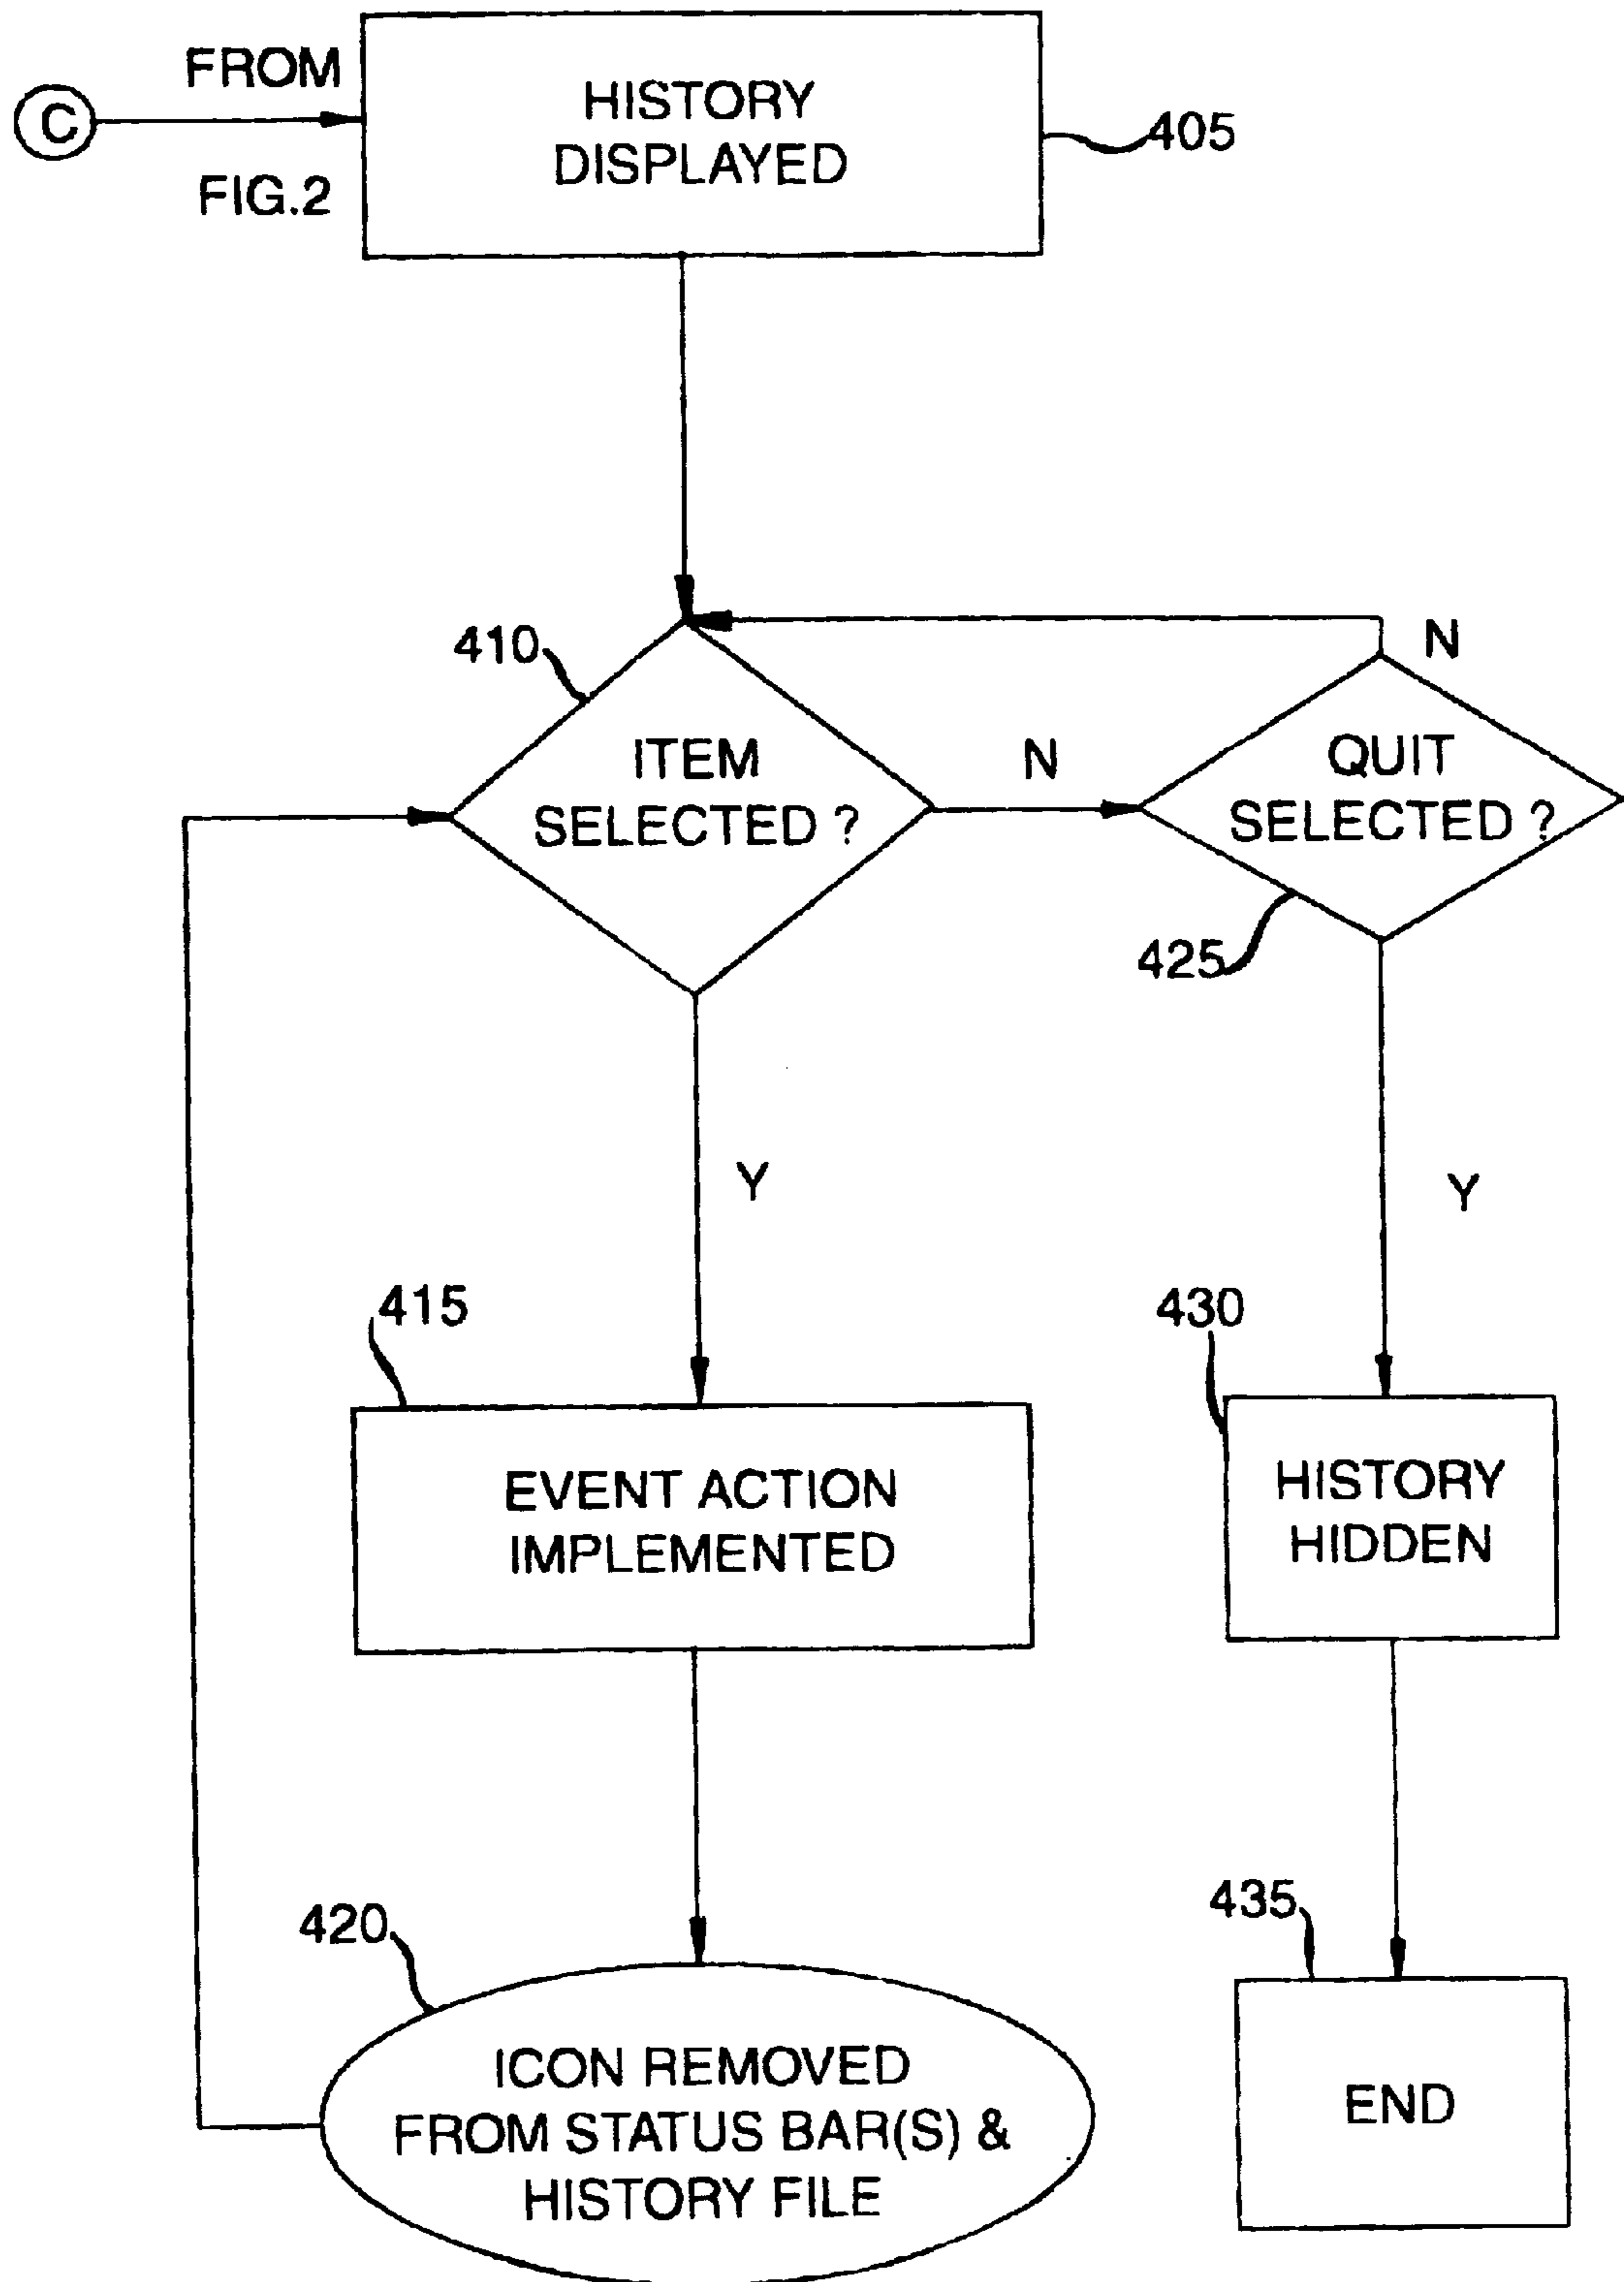 C
FROM
FIG.2
HISTORY
DISPLAYED
405
410
ITEM
SELECTED ?
N
N
QUIT
SELECTED ?
425
Y
Y
415
EVENT ACTION
IMPLEMENTED
430
HISTORY
HIDDEN
420
ICON REMOVED
FROM STATUS BAR(S) &
HISTORY FILE
435
END